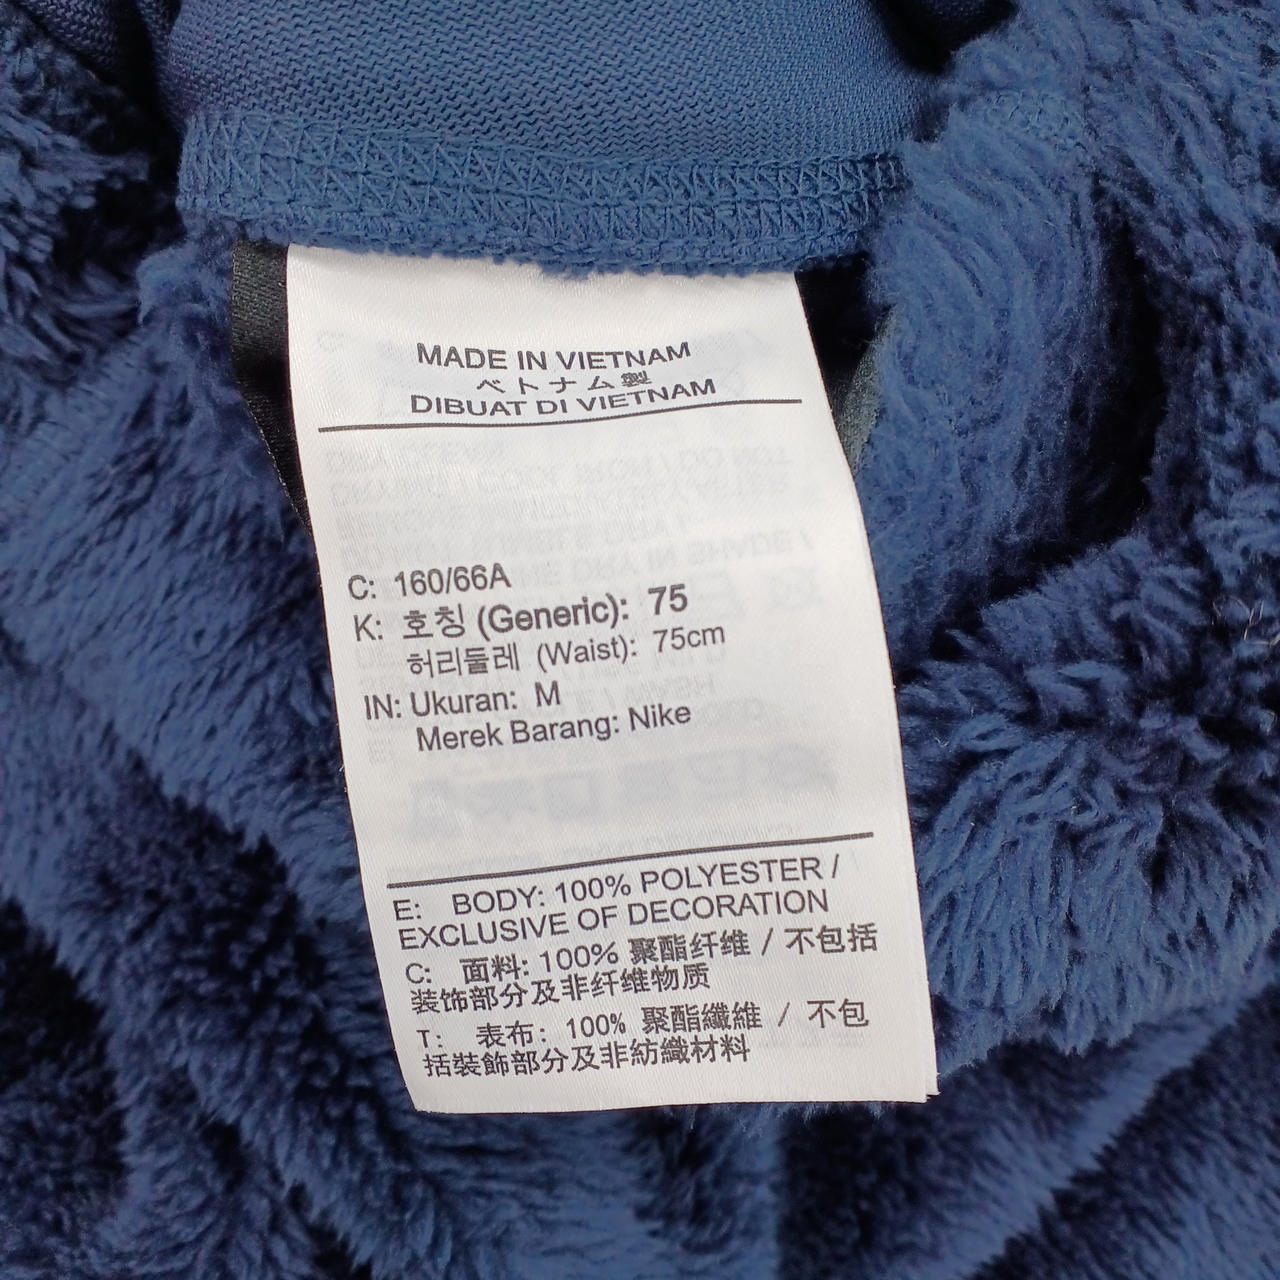 MADE IN VIETNAM
ベトナム製
DIBUAT DI VIETNAM
C: 160/66A
K: 호칭 (Generic): 75
허리둘레 (Waist): 75cm
IN: Ukuran: M
Merek Barang: Nike
E: BODY: 100% POLYESTER /
EXCLUSIVE OF DECORATION
C: 面料: 100% 聚酯纤维 / 不包括
装饰部分及非纤维物质
T: 表布: 100% 聚酯纖維 / 不包
括裝飾部分及非紡織材料